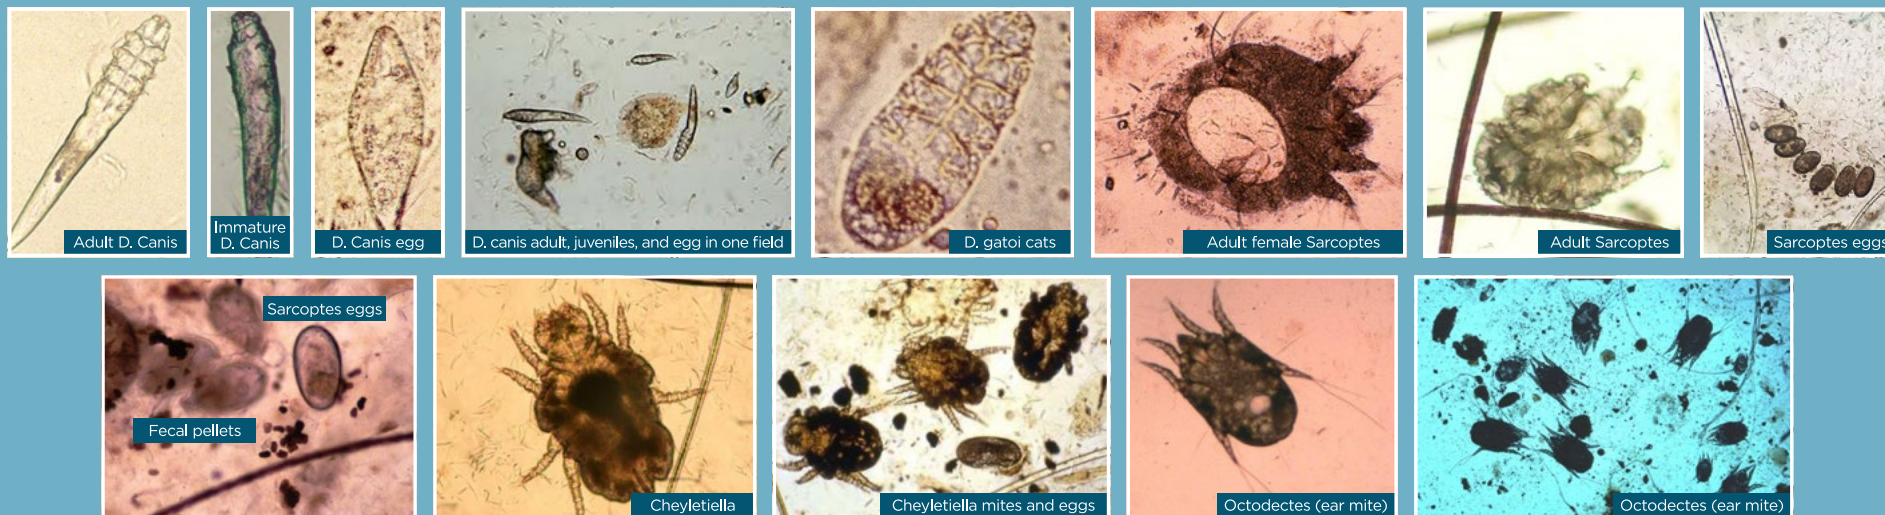 Adult D. Canis
Immature
D. Canis
D. Canis egg
D. canis adult, juveniles, and egg in one field
D. gatoi cats
Adult female Sarcoptes
Adult Sarcoptes
Sarcoptes eggs
Sarcoptes eggs
Fecal pellets
Cheyletiella
Cheyletiella mites and eggs
Octodectes (ear mite)
Octodectes (ear mite)